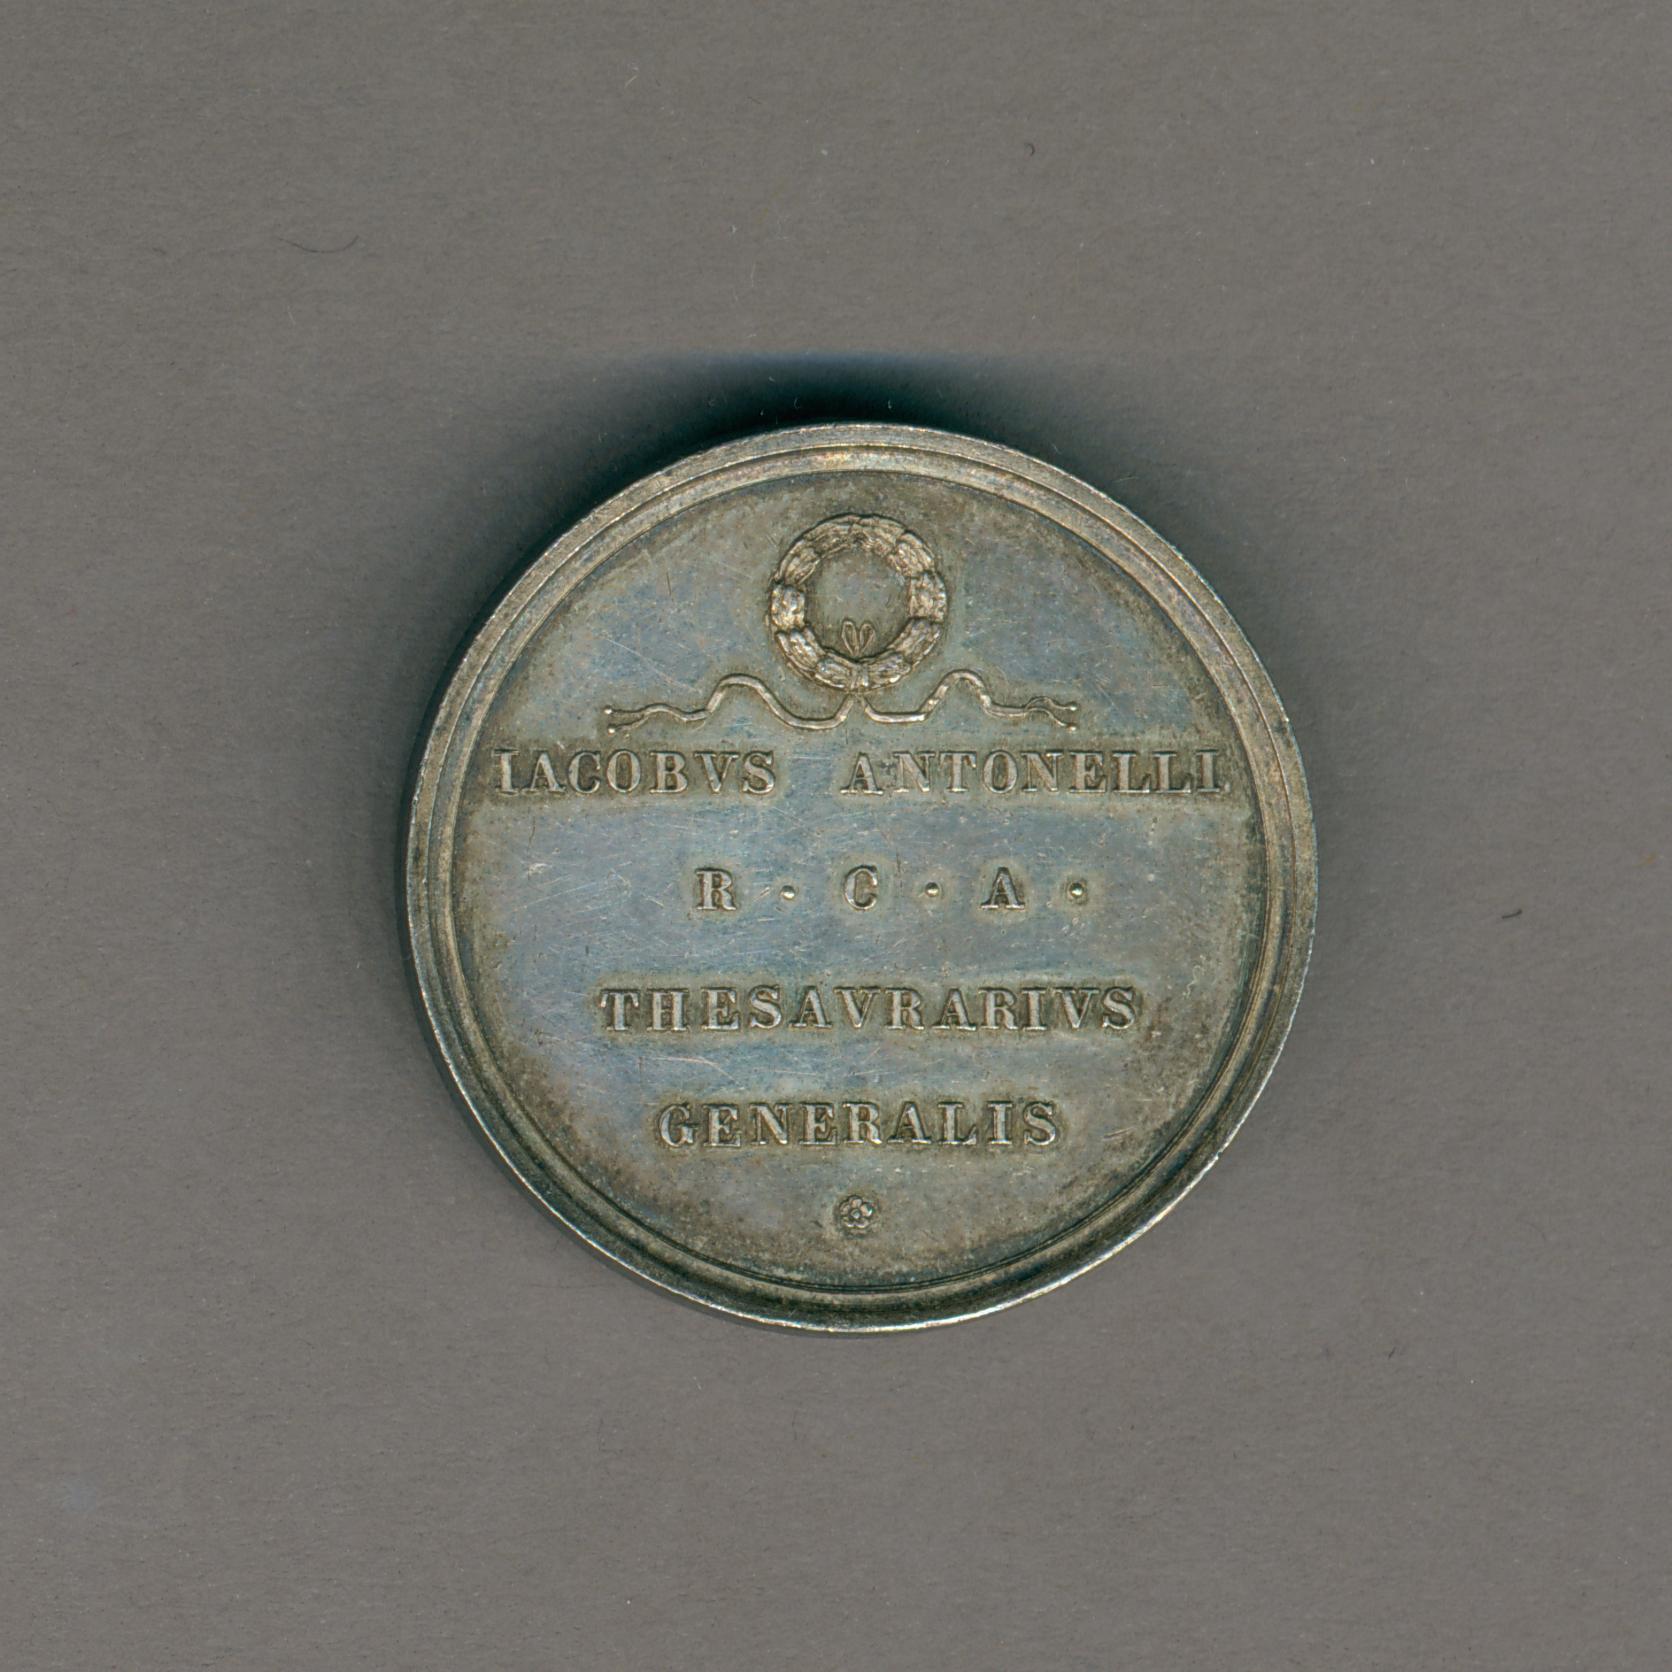 IACOBVS ANTONELLI
R · C · A ·
THESAVRARIVS
GENERALIS